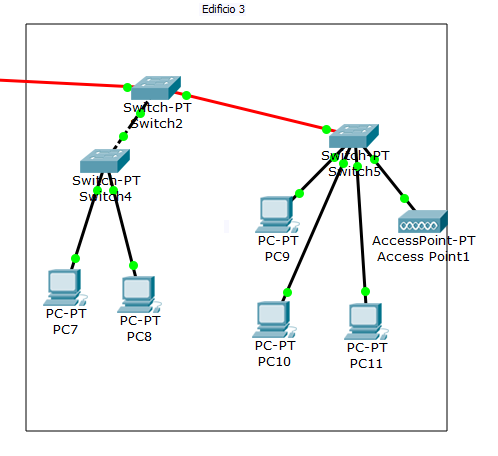 Edificio 3
Switch-PT
Switch2
Switch-PT
Switch5
Switch-PT
Switch4
PC-PT
PC9
AccessPoint-PT
Access Point1
PC-PT
PC7
PC-PT
PC8
PC-PT
PC10
PC-PT
PC11